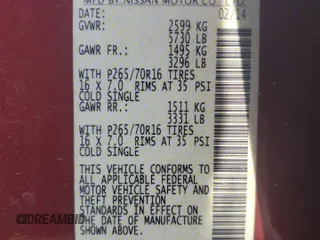 MFD BY NISSAN MOTOR CO., LTD.
DATE: 02/14
GVWR: 2599 KG
5730 LB
GAWR FR.: 1495 KG
3296 LB
WITH P265/70R16 TIRES
16 X 7.0 RIMS AT 35 PSI
COLD SINGLE
GAWR RR.: 1511 KG
3331 LB
WITH P265/70R16 TIRES
16 X 7.0 RIMS AT 35 PSI
COLD SINGLE
THIS VEHICLE CONFORMS TO
ALL APPLICABLE FEDERAL
MOTOR VEHICLE SAFETY AND
THEFT PREVENTION
STANDARDS IN EFFECT ON
THE DATE OF MANUFACTURE
SHOWN ABOVE.
DREAMBID